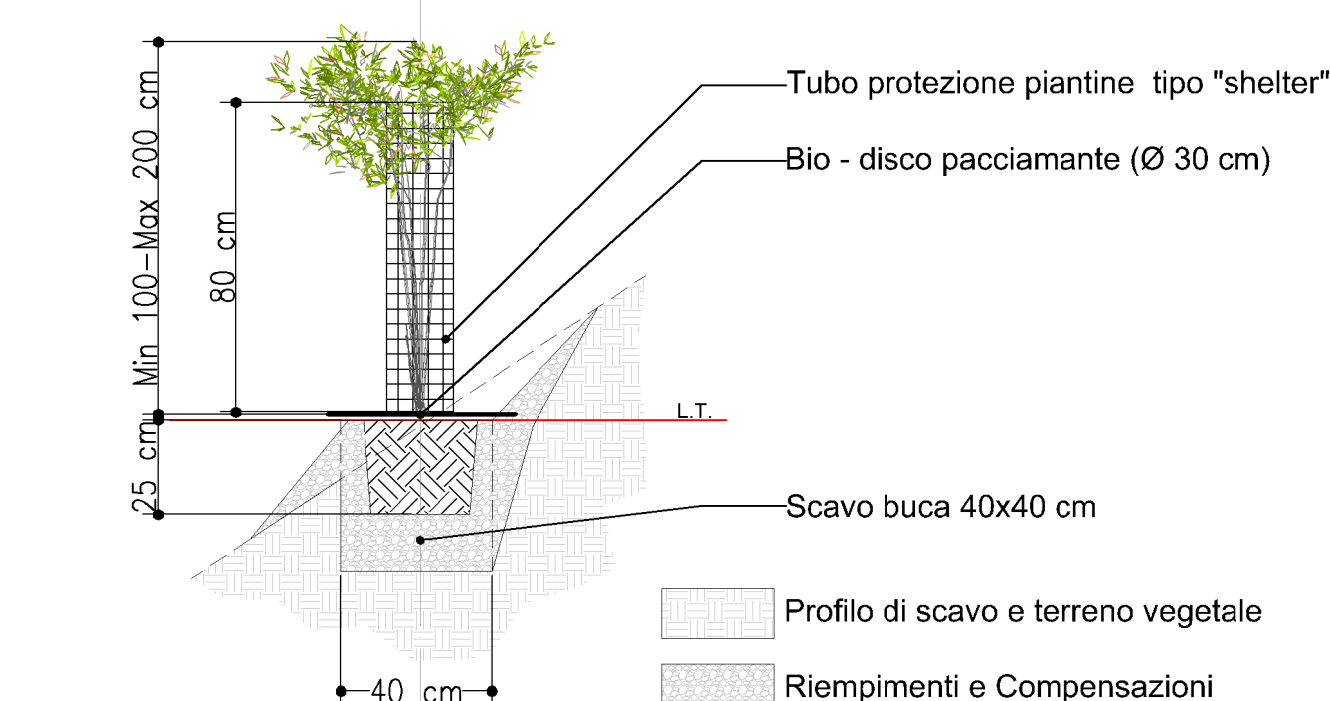 Tubo protezione piantine tipo "shelter"
Bio - disco pacciamante (Ø 30 cm)
Min 100-Max 200 cm
80 cm
L.T.
25 cm
Scavo buca 40x40 cm
Profilo di scavo e terreno vegetale
Riempimenti e Compensazioni
40 cm